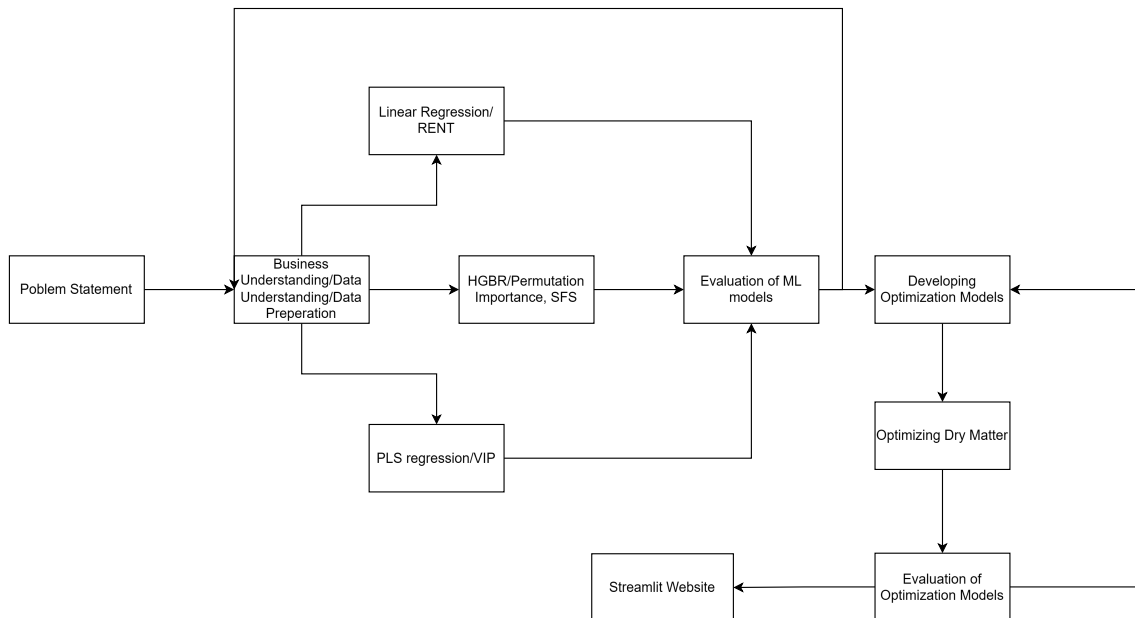 Linear Regression/
RENT
Poblem Statement
Business
Understanding/Data
Understanding/Data
Preperation
HGBR/Permutation
Importance, SFS
Evaluation of ML
models
Developing
Optimization Models
Optimizing Dry Matter
PLS regression/VIP
Streamlit Website
Evaluation of
Optimization Models